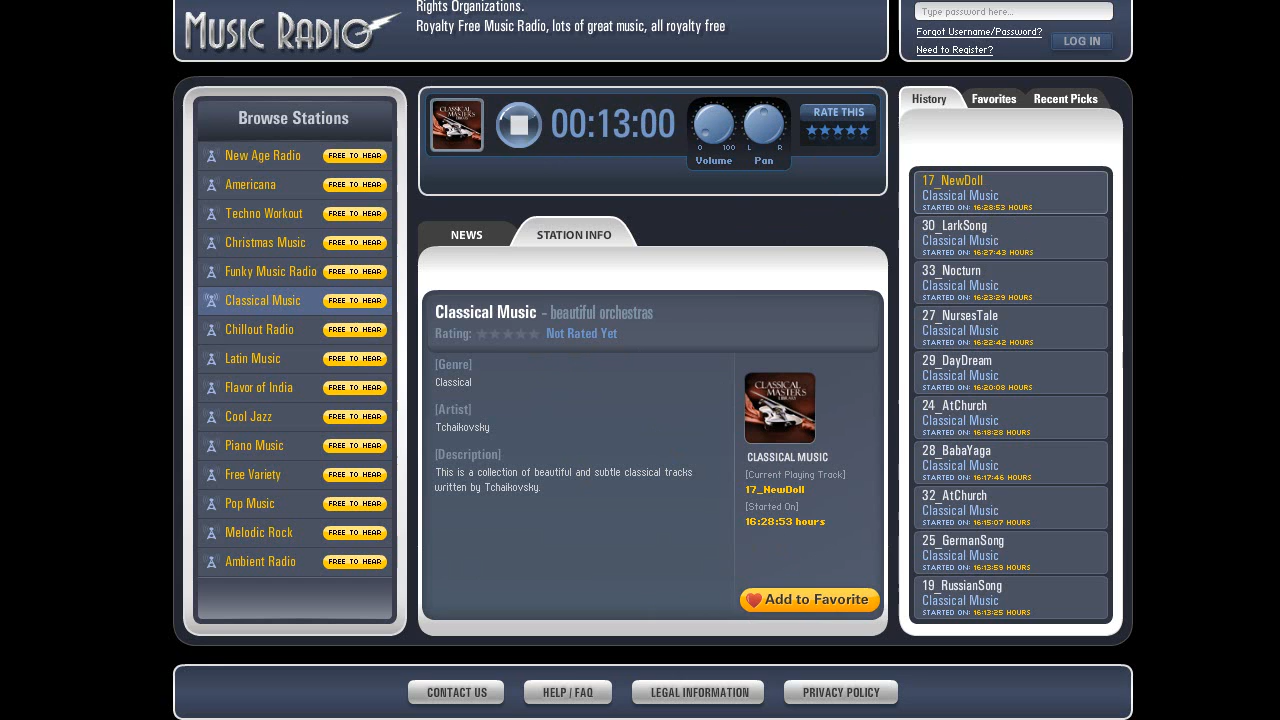 Rights Organizations.
MUSIC RADIO
Royalty Free Music Radio, lots of great music, all royalty free
Type password here...
Forgot Username/Password?
LOG IN
Need to Register?
Browse Stations
New Age Radio FREE TO HEAR
Americana FREE TO HEAR
Techno Workout FREE TO HEAR
Christmas Music FREE TO HEAR
Funky Music Radio FREE TO HEAR
Classical Music FREE TO HEAR
Chillout Radio FREE TO HEAR
Latin Music FREE TO HEAR
Flavor of India FREE TO HEAR
Cool Jazz FREE TO HEAR
Piano Music FREE TO HEAR
Free Variety FREE TO HEAR
Pop Music FREE TO HEAR
Melodic Rock FREE TO HEAR
Ambient Radio FREE TO HEAR
CLASSICAL
MASTERS
00:13:00
0 100
Volume
L R
Pan
RATE THIS
NEWS STATION INFO
Classical Music - beautiful orchestras
Rating: Not Rated Yet
[Genre]
Classical
[Artist]
Tchaikovsky
[Description]
This is a collection of beautiful and subtle classical tracks
written by Tchaikovsky.
CLASSICAL
MASTERS
LIBRARY
CLASSICAL MUSIC
[Current Playing Track]
17_NewDoll
[Started On]
16:28:53 hours
Add to Favorite
History Favorites Recent Picks
17_NewDoll
Classical Music
STARTED ON: 16:28:53 HOURS
30_LarkSong
Classical Music
STARTED ON: 16:27:43 HOURS
33_Nocturn
Classical Music
STARTED ON: 16:23:29 HOURS
27_NursesTale
Classical Music
STARTED ON: 16:22:42 HOURS
29_DayDream
Classical Music
STARTED ON: 16:20:08 HOURS
24_AtChurch
Classical Music
STARTED ON: 16:18:28 HOURS
28_BabaYaga
Classical Music
STARTED ON: 16:17:46 HOURS
32_AtChurch
Classical Music
STARTED ON: 16:15:07 HOURS
25_GermanSong
Classical Music
STARTED ON: 16:13:59 HOURS
19_RussianSong
Classical Music
STARTED ON: 16:13:25 HOURS
CONTACT US HELP / FAQ LEGAL INFORMATION PRIVACY POLICY